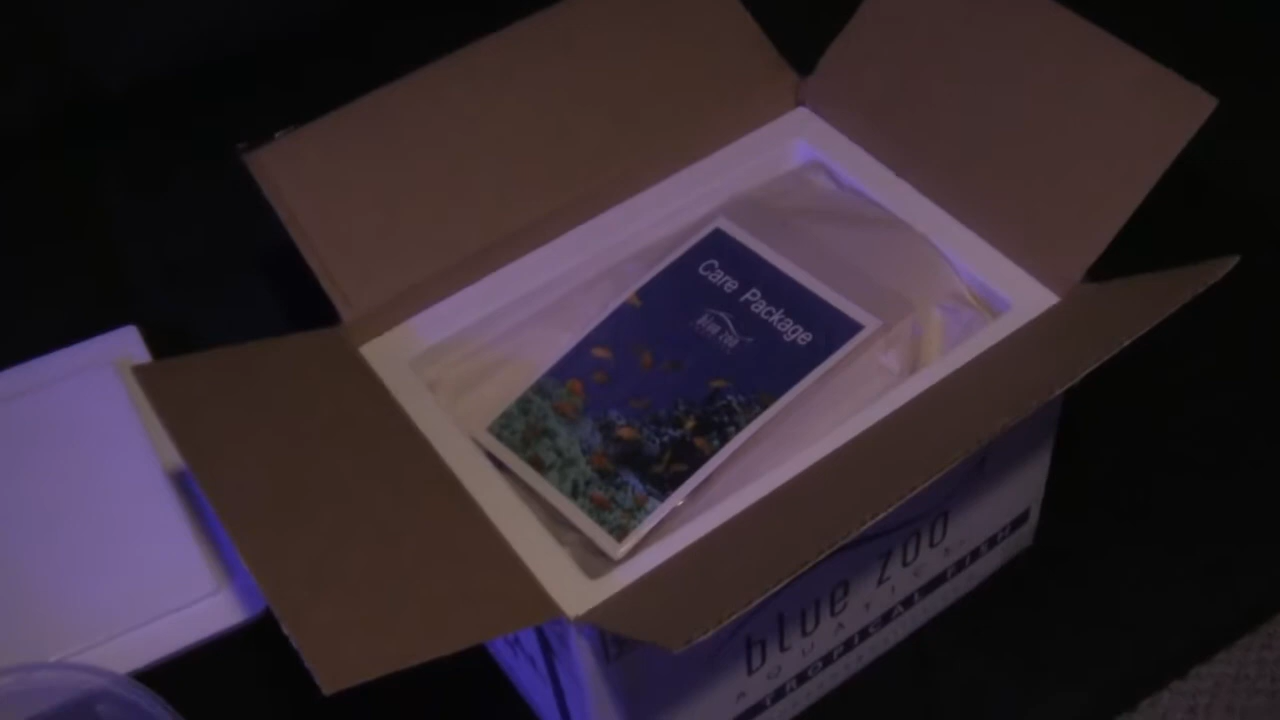 Care Package
blue zoo
blue zoo
AQUATICS
TROPICAL FISH